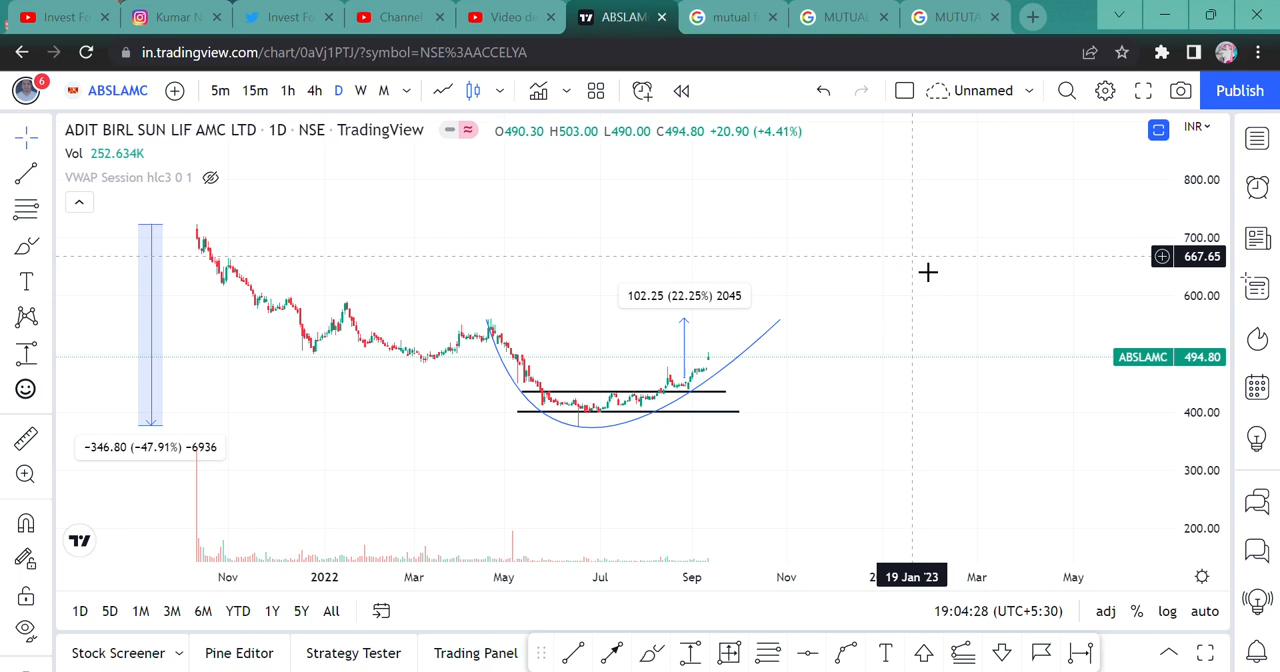 Invest Fo
Kumar N
Invest Fo
Channel
Video de
ABSLAM
mutual f
MUTUAL
MUTUTA
in.tradingview.com/chart/0aVj1PTJ/?symbol=NSE%3AACCELYA
6
ABSLAMC
5m 15m 1h 4h D W M
Unnamed
Publish
ADIT BIRL SUN LIF AMC LTD · 1D · NSE · TradingView
O490.30 H503.00 L490.00 C494.80 +20.90 (+4.41%)
INR
Vol 252.634K
VWAP Session hlc3 0 1
800.00
700.00
667.65
600.00
102.25 (22.25%) 2045
ABSLAMC 494.80
400.00
−346.80 (−47.91%) −6936
300.00
200.00
Nov 2022 Mar May Jul Sep Nov 19 Jan '23 Mar May
1D 5D 1M 3M 6M YTD 1Y 5Y All
19:04:28 (UTC+5:30) adj % log auto
Stock Screener Pine Editor Strategy Tester Trading Panel